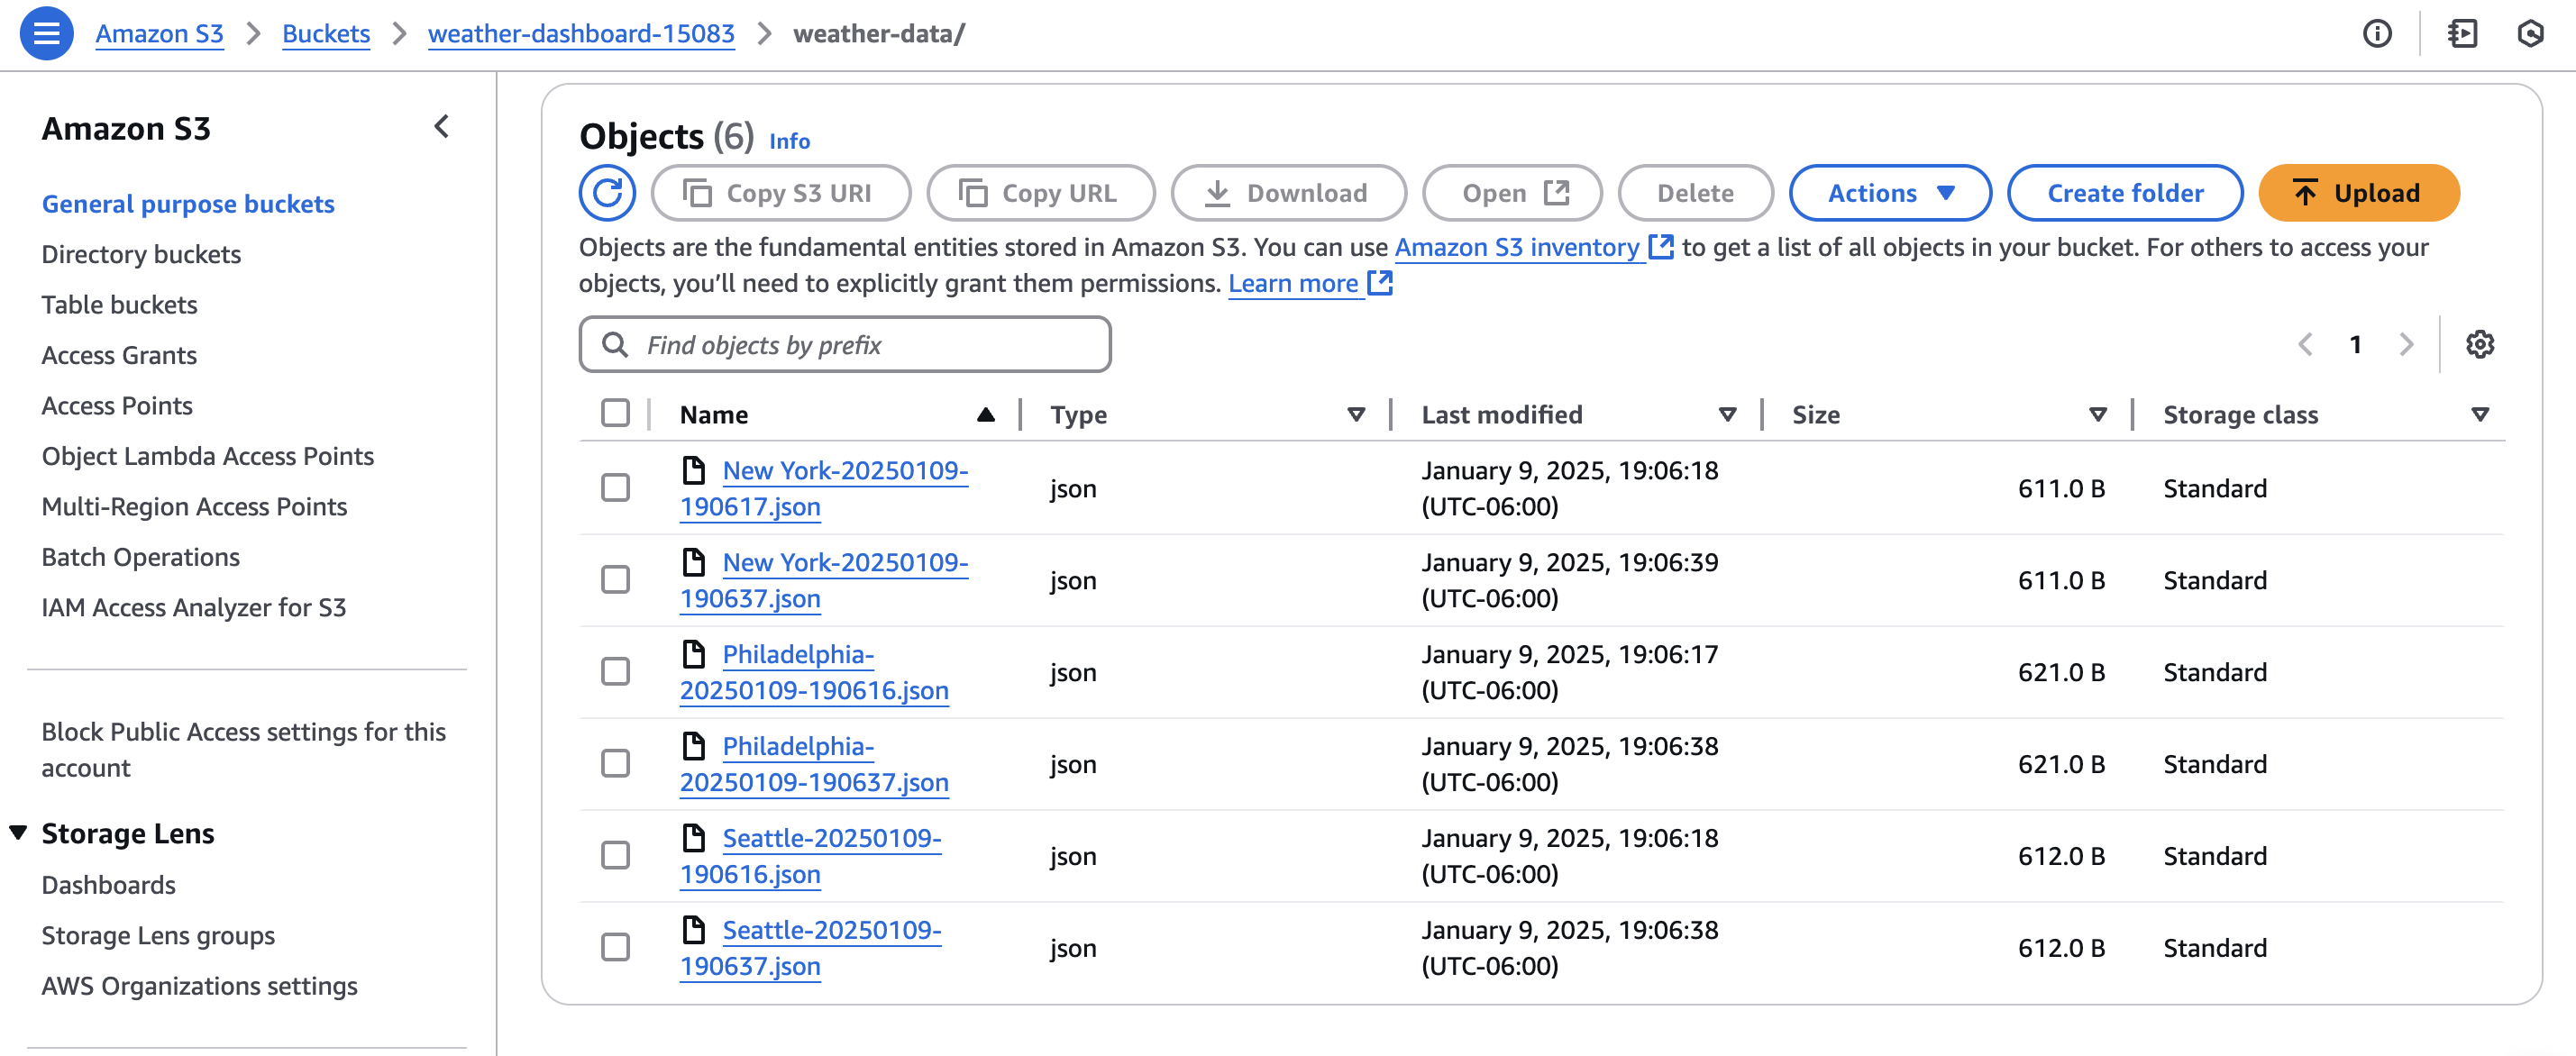 Amazon S3 > Buckets > weather-dashboard-15083 > weather-data/
Amazon S3
General purpose buckets
Directory buckets
Table buckets
Access Grants
Access Points
Object Lambda Access Points
Multi-Region Access Points
Batch Operations
IAM Access Analyzer for S3
Block Public Access settings for this
account
Storage Lens
Dashboards
Storage Lens groups
AWS Organizations settings
Objects (6) Info
Copy S3 URI Copy URL Download Open Delete Actions Create folder Upload
Objects are the fundamental entities stored in Amazon S3. You can use Amazon S3 inventory to get a list of all objects in your bucket. For others to access your
objects, you’ll need to explicitly grant them permissions. Learn more
Find objects by prefix
1
Name Type Last modified Size Storage class
New York-20250109-
190617.json
json
January 9, 2025, 19:06:18
(UTC-06:00)
611.0 B
Standard
New York-20250109-
190637.json
json
January 9, 2025, 19:06:39
(UTC-06:00)
611.0 B
Standard
Philadelphia-
20250109-190616.json
json
January 9, 2025, 19:06:17
(UTC-06:00)
621.0 B
Standard
Philadelphia-
20250109-190637.json
json
January 9, 2025, 19:06:38
(UTC-06:00)
621.0 B
Standard
Seattle-20250109-
190616.json
json
January 9, 2025, 19:06:18
(UTC-06:00)
612.0 B
Standard
Seattle-20250109-
190637.json
json
January 9, 2025, 19:06:38
(UTC-06:00)
612.0 B
Standard